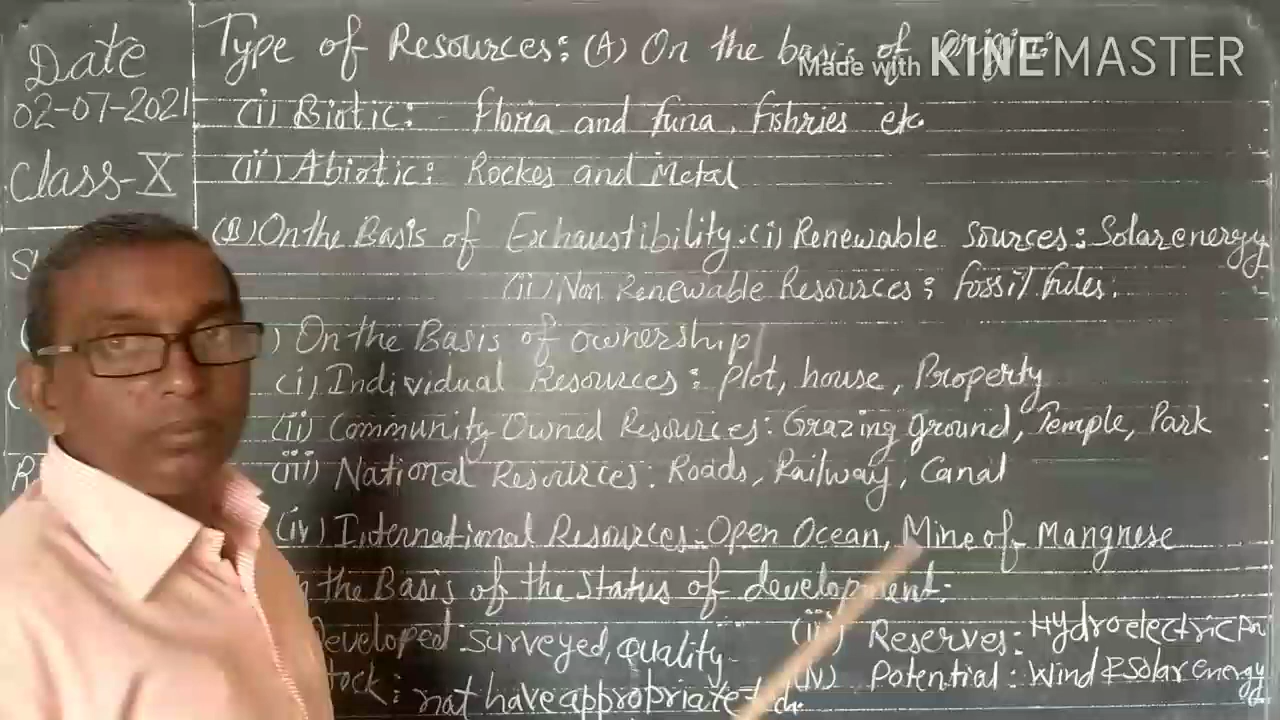 Date
02-07-2021
Class-X
Type of Resources: (A) On the basis of origin:
Made with KINEMASTER
(i) Biotic: Floria and funa, fishries etc.
(ii) Abiotic: Rockes and Metal
(B) On the Basis of Exhaustibility. (i) Renewable Sources: Solar energy
(ii) Non Renewable Resources: fossil fules.
) On the Basis of ownership
(i) Individual Resources: plot, house, Property
(ii) Community Owned Resources: Grazing ground, Temple, Park
(iii) National Resources: Roads, Railway, Canal
(iv) International Resources: Open Ocean, Mine of Mangnese
the Basis of the Status of development:
Developed: Surveyed, quality (iii) Reserves: Hydroelectric
tock: not have appropriate (iv) Potential: Wind & solar energy